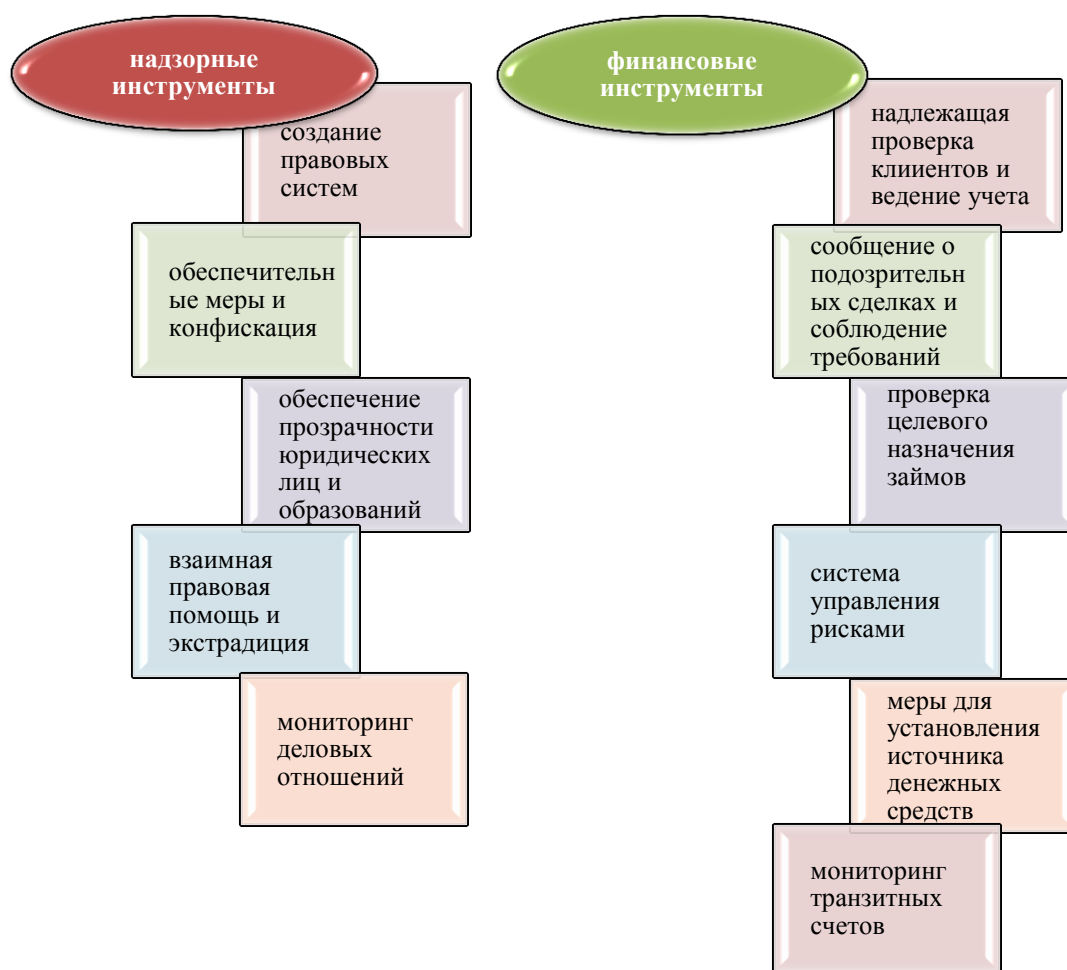 надзорные
инструменты
создание
правовых
систем
обеспечительн
ые меры и
конфискация
обеспечение
прозрачности
юридических
лиц и
образований
взаимная
правовая
помощь и
экстрадиция
мониторинг
деловых
отношений
финансовые
инструменты
надлежащая
проверка
клииентов и
ведение учета
сообщение о
подозрительн
ых сделках и
соблюдение
требований
проверка
целевого
назначения
займов
система
управления
рисками
меры для
установления
источника
денежных
средств
мониторинг
транзитных
счетов